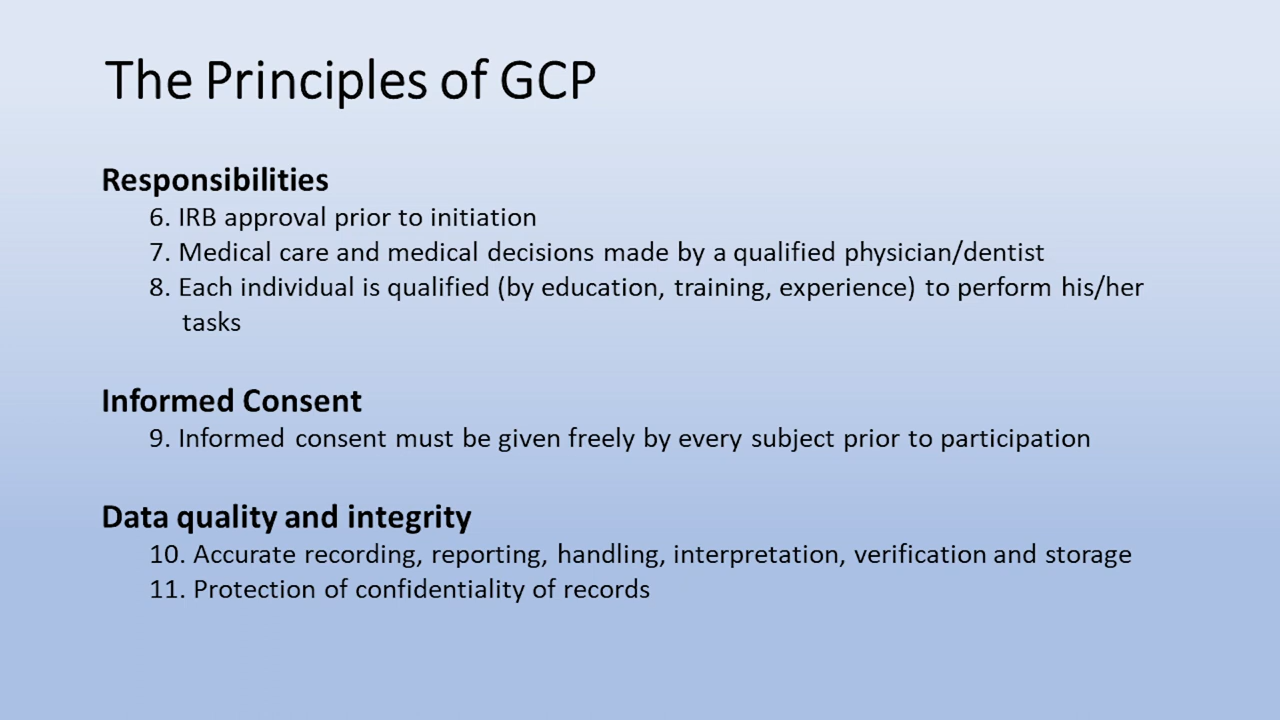 The Principles of GCP
Responsibilities
6. IRB approval prior to initiation
7. Medical care and medical decisions made by a qualified physician/dentist
8. Each individual is qualified (by education, training, experience) to perform his/her
tasks
Informed Consent
9. Informed consent must be given freely by every subject prior to participation
Data quality and integrity
10. Accurate recording, reporting, handling, interpretation, verification and storage
11. Protection of confidentiality of records